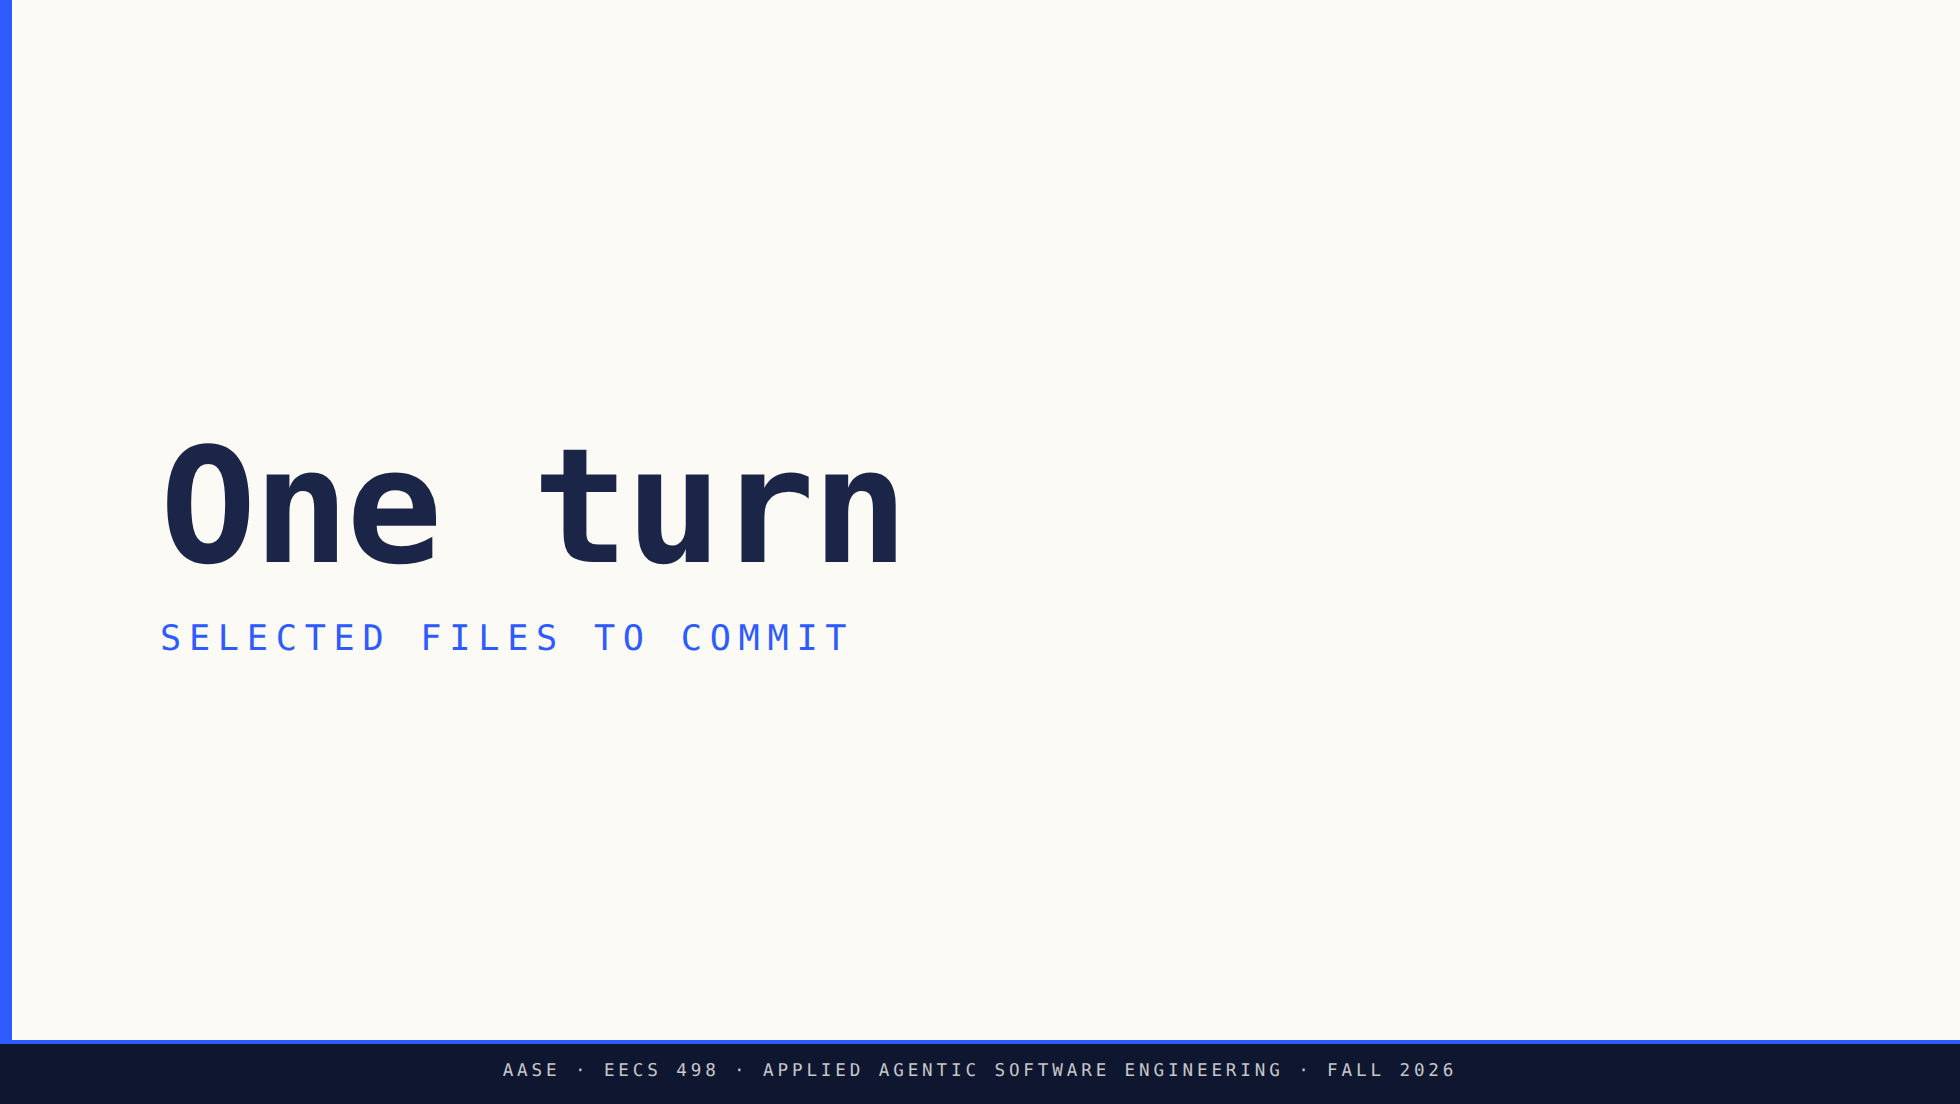 One turn
SELECTED FILES TO COMMIT
AASE · EECS 498 · APPLIED AGENTIC SOFTWARE ENGINEERING · FALL 2026